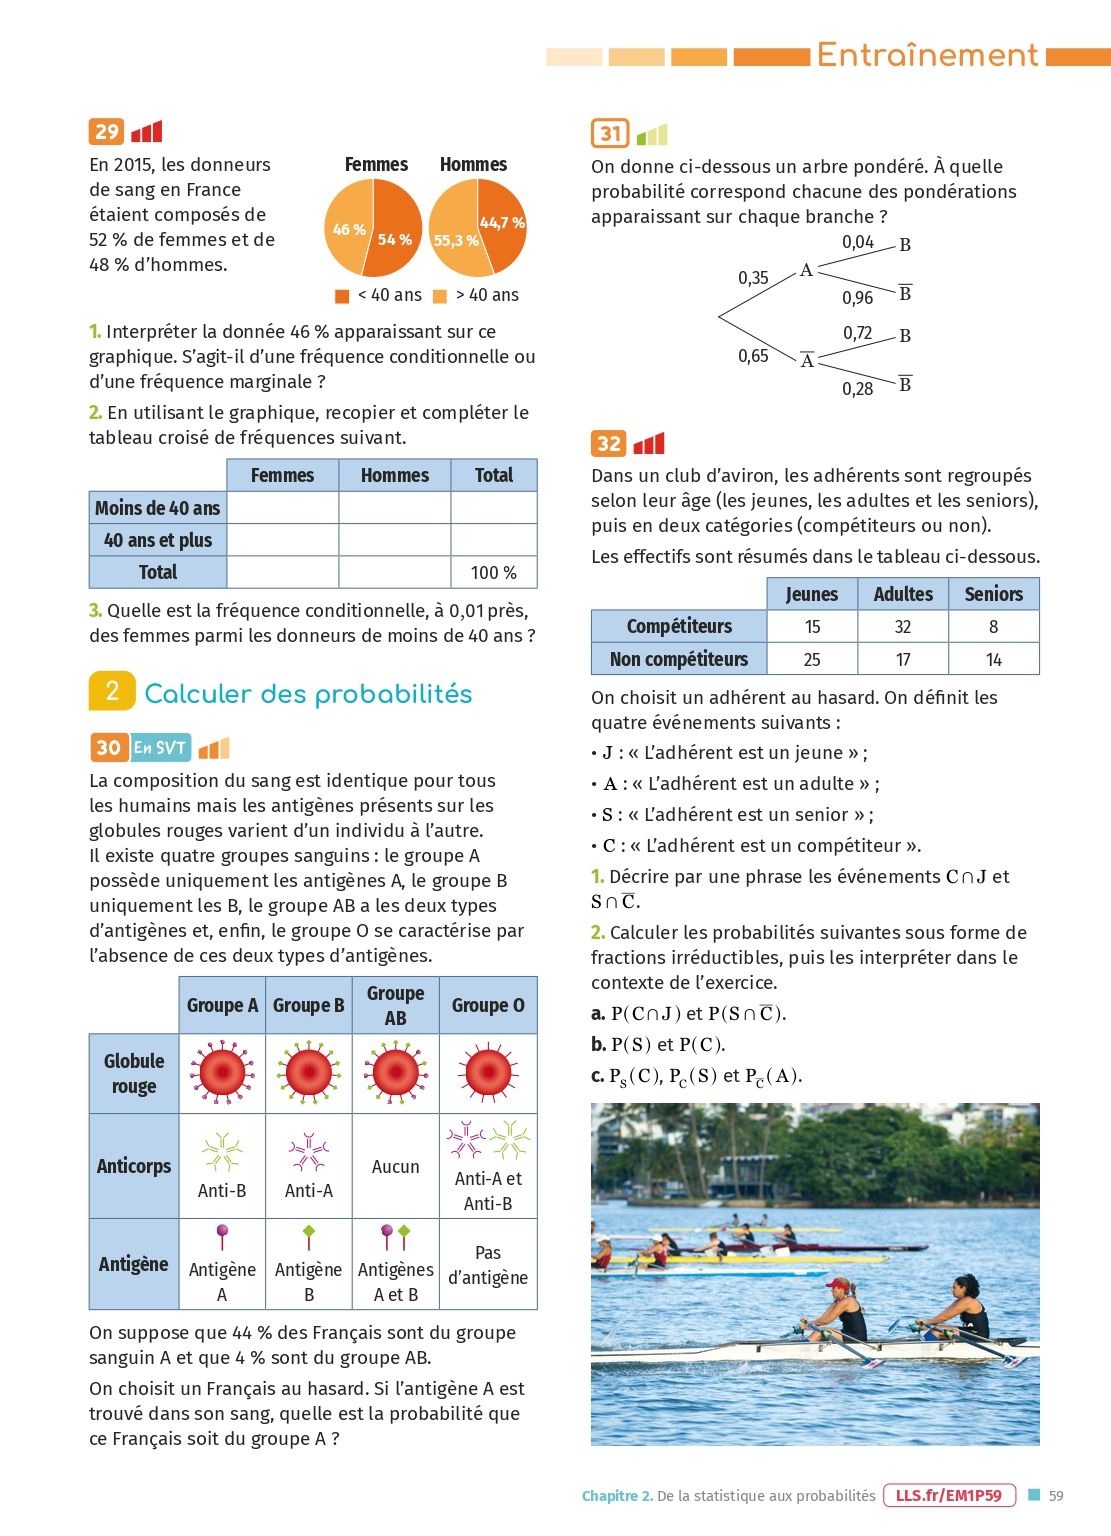 Entraînement
29
En 2015, les donneurs
de sang en France
étaient composés de
52 % de femmes et de
48 % d’hommes.
Femmes Hommes
46 % 54 % 55,3 % 44,7 %
< 40 ans > 40 ans
1. Interpréter la donnée 46 % apparaissant sur ce
graphique. S’agit-il d’une fréquence conditionnelle ou
d’une fréquence marginale ?
2. En utilisant le graphique, recopier et compléter le
tableau croisé de fréquences suivant.
Femmes Hommes Total
Moins de 40 ans
40 ans et plus
Total 100 %
3. Quelle est la fréquence conditionnelle, à 0,01 près,
des femmes parmi les donneurs de moins de 40 ans ?
2 Calculer des probabilités
30 En SVT
La composition du sang est identique pour tous
les humains mais les antigènes présents sur les
globules rouges varient d’un individu à l’autre.
Il existe quatre groupes sanguins : le groupe A
possède uniquement les antigènes A, le groupe B
uniquement les B, le groupe AB a les deux types
d’antigènes et, enfin, le groupe O se caractérise par
l’absence de ces deux types d’antigènes.
Groupe A Groupe B Groupe AB Groupe O
Globule
rouge
Anticorps Anti-B Anti-A Aucun Anti-A et
Anti-B
Antigène Antigène
A Antigène
B Antigènes
A et B Pas
d’antigène
On suppose que 44 % des Français sont du groupe
sanguin A et que 4 % sont du groupe AB.
On choisit un Français au hasard. Si l’antigène A est
trouvé dans son sang, quelle est la probabilité que
ce Français soit du groupe A ?
31
On donne ci-dessous un arbre pondéré. À quelle
probabilité correspond chacune des pondérations
apparaissant sur chaque branche ?
0,04 B
0,35 A
0,96 B̅
0,72 B
0,65 A̅
0,28 B̅
32
Dans un club d’aviron, les adhérents sont regroupés
selon leur âge (les jeunes, les adultes et les seniors),
puis en deux catégories (compétiteurs ou non).
Les effectifs sont résumés dans le tableau ci-dessous.
Jeunes Adultes Seniors
Compétiteurs 15 32 8
Non compétiteurs 25 17 14
On choisit un adhérent au hasard. On définit les
quatre événements suivants :
• J : « L’adhérent est un jeune » ;
• A : « L’adhérent est un adulte » ;
• S : « L’adhérent est un senior » ;
• C : « L’adhérent est un compétiteur ».
1. Décrire par une phrase les événements C ∩ J et
S ∩ C̅.
2. Calculer les probabilités suivantes sous forme de
fractions irréductibles, puis les interpréter dans le
contexte de l’exercice.
a. P(C ∩ J) et P(S ∩ C̅).
b. P(S) et P(C).
c. P_S(C), P_C(S) et P_C̅(A).
Chapitre 2. De la statistique aux probabilités LLS.fr/EM1P59 59